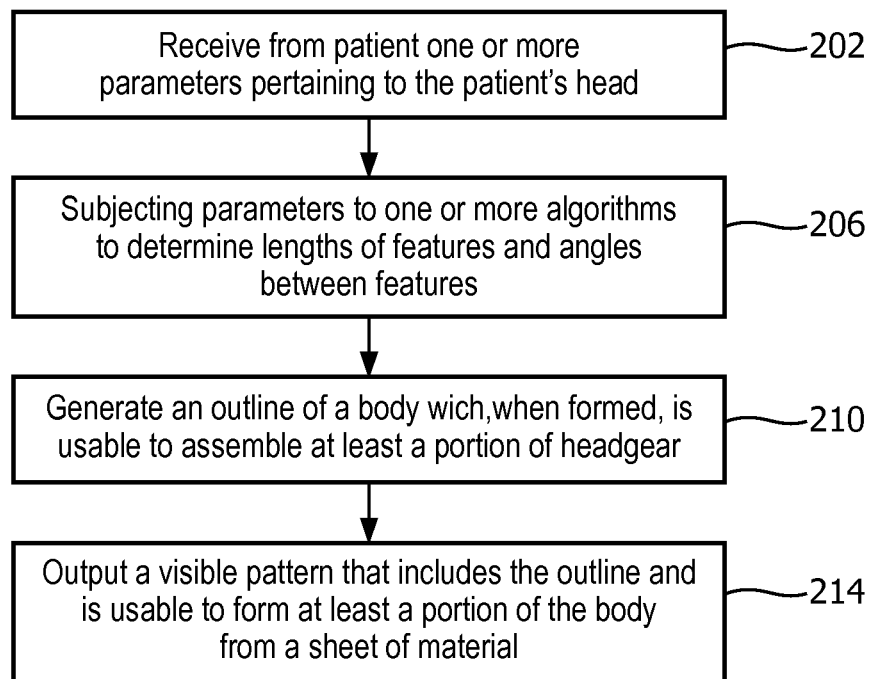 Receive from patient one or more
parameters pertaining to the patient's head
202
Subjecting parameters to one or more algorithms
to determine lengths of features and angles
between features
206
Generate an outline of a body wich,when formed, is
usable to assemble at least a portion of headgear
210
Output a visible pattern that includes the outline and
is usable to form at least a portion of the body
from a sheet of material
214